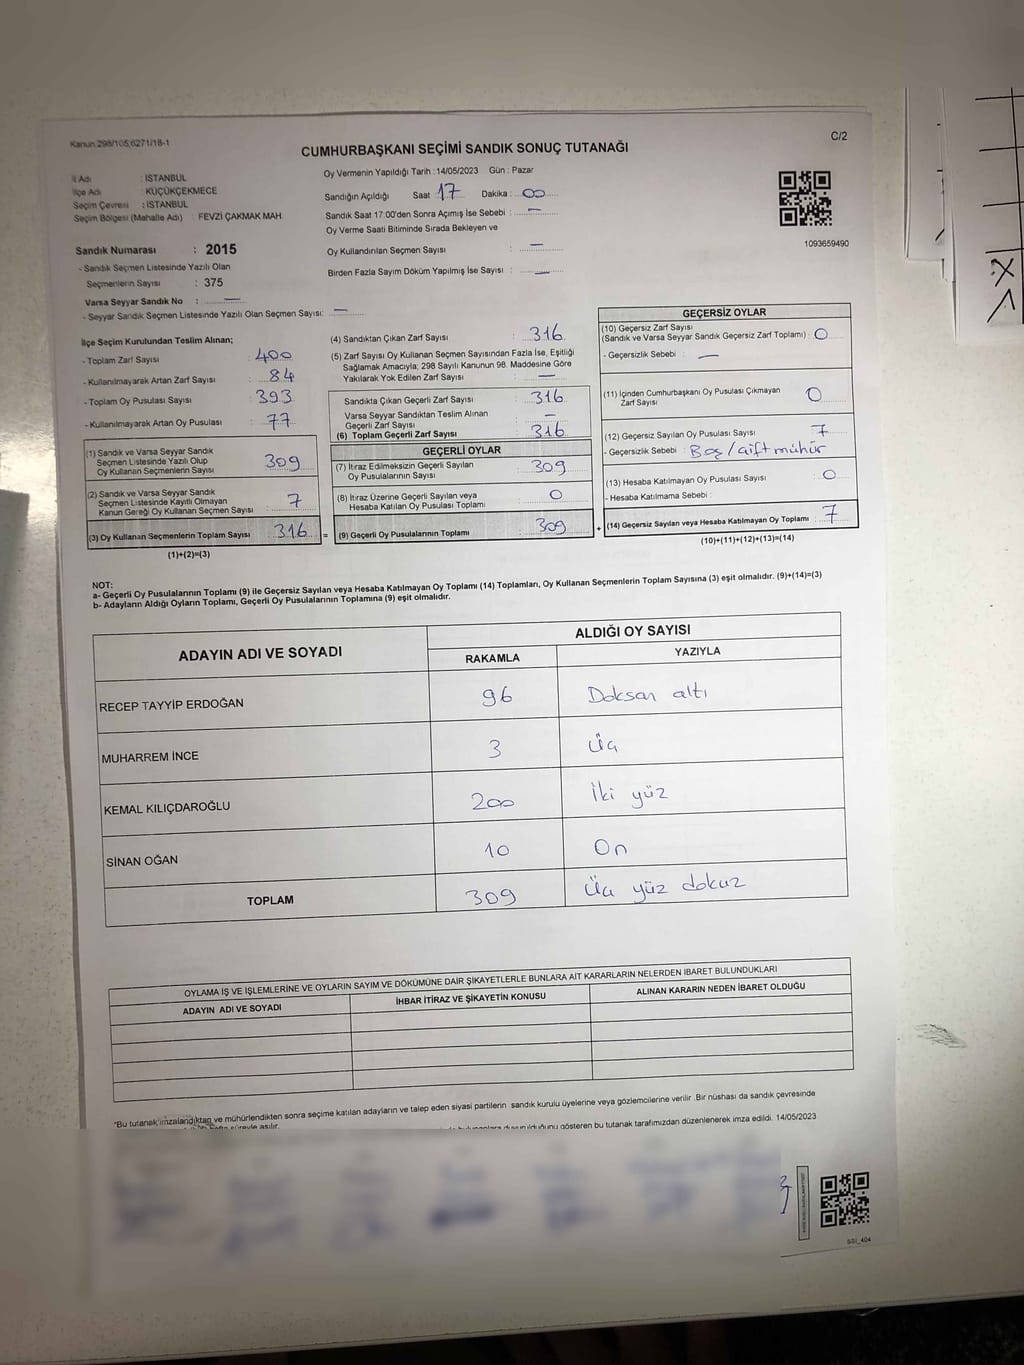 Kanun 298/105,6271/18-1
C/2
CUMHURBAŞKANI SEÇİMİ SANDIK SONUÇ TUTANAĞI
İl Adı : İSTANBUL
İlçe Adı : KÜÇÜKÇEKMECE
Seçim Çevresi : İSTANBUL
Seçim Bölgesi (Mahalle Adı) : FEVZİ ÇAKMAK MAH.
Sandık Numarası : 2015
- Sandık Seçmen Listesinde Yazılı Olan
Seçmenlerin Sayısı : 375
Varsa Seyyar Sandık No : —
- Seyyar Sandık Seçmen Listesinde Yazılı Olan Seçmen Sayısı: —
Oy Vermenin Yapıldığı Tarih : 14/05/2023 Gün : Pazar
Sandığın Açıldığı Saat 17 Dakika : 00
Sandık Saat 17:00'den Sonra Açımış İse Sebebi : —
Oy Verme Saati Bitiminde Sırada Bekleyen ve
Oy Kullandırılan Seçmen Sayısı : —
Birden Fazla Sayım Döküm Yapılmış İse Sayısı : —
1093659490
İlçe Seçim Kurulundan Teslim Alınan;
- Toplam Zarf Sayısı : 400
- Kullanılmayarak Artan Zarf Sayısı : 84
- Toplam Oy Pusulası Sayısı : 393
- Kullanılmayarak Artan Oy Pusulası : 77
(1) Sandık ve Varsa Seyyar Sandık
Seçmen Listesinde Yazılı Olup
Oy Kullanan Seçmenlerin Sayısı : 309
(2) Sandık ve Varsa Seyyar Sandık
Seçmen Listesinde Kayıtlı Olmayan
Kanun Gereği Oy Kullanan Seçmen Sayısı : 7
(3) Oy Kullanan Seçmenlerin Toplam Sayısı : 316
(1)+(2)=(3)
(4) Sandıktan Çıkan Zarf Sayısı : 316
(5) Zarf Sayısı Oy Kullanan Seçmen Sayısından Fazla İse, Eşitliği
Sağlamak Amacıyla; 298 Sayılı Kanunun 98. Maddesine Göre
Yakılarak Yok Edilen Zarf Sayısı : —
Sandıkta Çıkan Geçerli Zarf Sayısı : 316
Varsa Seyyar Sandıktan Teslim Alınan
Geçerli Zarf Sayısı : —
(6) Toplam Geçerli Zarf Sayısı : 316
GEÇERLİ OYLAR
(7) İtiraz Edilmeksizin Geçerli Sayılan
Oy Pusulalarının Sayısı : 309
(8) İtiraz Üzerine Geçerli Sayılan veya
Hesaba Katılan Oy Pusulası Toplamı : 0
= (9) Geçerli Oy Pusulalarının Toplamı : 309
GEÇERSİZ OYLAR
(10) Geçersiz Zarf Sayısı
(Sandık ve Varsa Seyyar Sandık Geçersiz Zarf Toplamı) : 0
- Geçersizlik Sebebi : —
(11) İçinden Cumhurbaşkanı Oy Pusulası Çıkmayan
Zarf Sayısı : 0
(12) Geçersiz Sayılan Oy Pusulası Sayısı : 7
- Geçersizlik Sebebi : Boş/çift mühür
(13) Hesaba Katılmayan Oy Pusulası Sayısı : 0
- Hesaba Katılmama Sebebi :
+ (14) Geçersiz Sayılan veya Hesaba Katılmayan Oy Toplamı : 7
(10)+(11)+(12)+(13)=(14)
NOT:
a- Geçerli Oy Pusulalarının Toplamı (9) ile Geçersiz Sayılan veya Hesaba Katılmayan Oy Toplamı (14) Toplamları, Oy Kullanan Seçmenlerin Toplam Sayısına (3) eşit olmalıdır. (9)+(14)=(3)
b- Adayların Aldığı Oyların Toplamı, Geçerli Oy Pusulalarının Toplamına (9) eşit olmalıdır.
ADAYIN ADI VE SOYADI ALDIĞI OY SAYISI
RAKAMLA YAZIYLA
RECEP TAYYİP ERDOĞAN 96 Doksan altı
MUHARREM İNCE 3 Üç
KEMAL KILIÇDAROĞLU 200 İki yüz
SİNAN OĞAN 10 On
TOPLAM 309 Üç yüz dokuz
OYLAMA İŞ VE İŞLEMLERİNE VE OYLARIN SAYIM VE DÖKÜMÜNE DAİR ŞİKAYETLERLE BUNLARA AİT KARARLARIN NELERDEN İBARET BULUNDUKLARI
ADAYIN ADI VE SOYADI İHBAR İTİRAZ VE ŞİKAYETİN KONUSU ALINAN KARARIN NEDEN İBARET OLDUĞU
*Bu tutanak,imzalandıktan ve mühürlendikten sonra seçime katılan adayların ve talep eden siyasi partilerin sandık kurulu üyelerine veya gözlemcilerine verilir .Bir nüshası da sandık çevresinde
süreyle asılır.
gösteren bu tutanak tarafımızdan düzenlenerek imza edildi. 14/05/2023
SSI_404